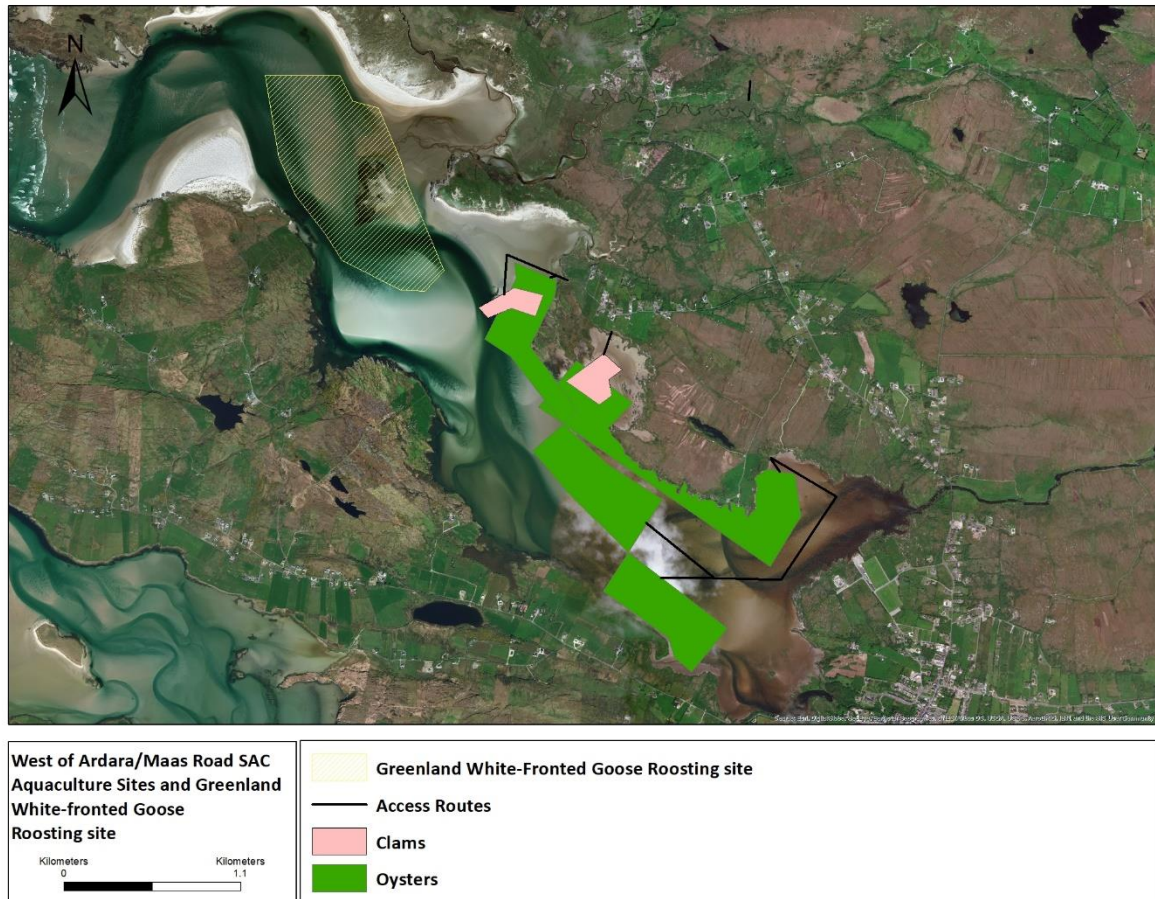 N
West of Ardara/Maas Road SAC
Aquaculture Sites and Greenland
White-fronted Goose
Roosting site
Kilometers Kilometers
0 1.1
Greenland White-Fronted Goose Roosting site
Access Routes
Clams
Oysters